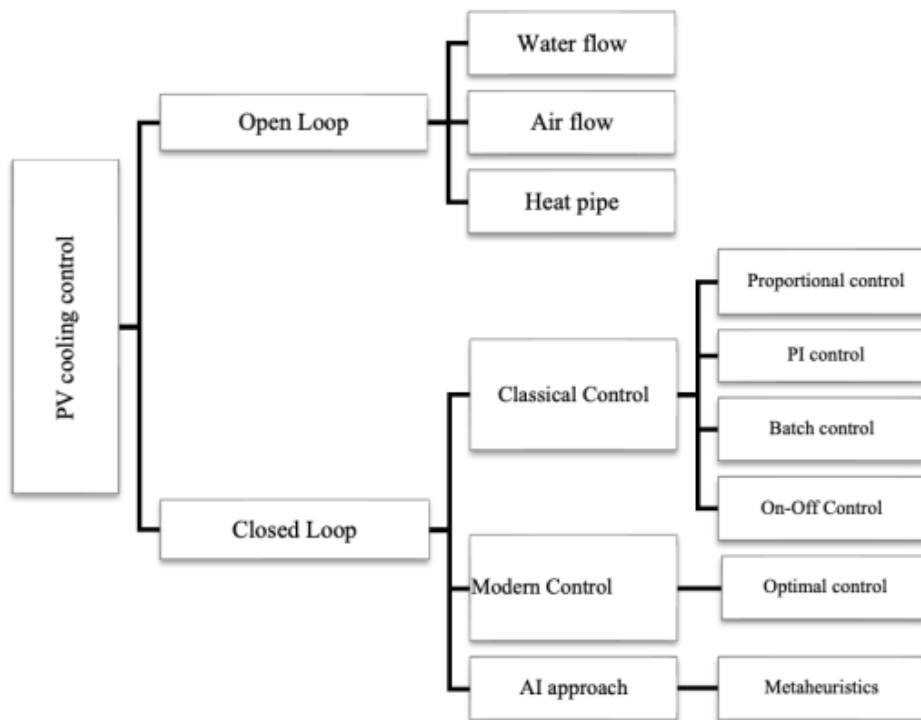 PV cooling control
Open Loop
Water flow
Air flow
Heat pipe
Closed Loop
Classical Control
Proportional control
PI control
Batch control
On-Off Control
Modern Control
Optimal control
AI approach
Metaheuristics